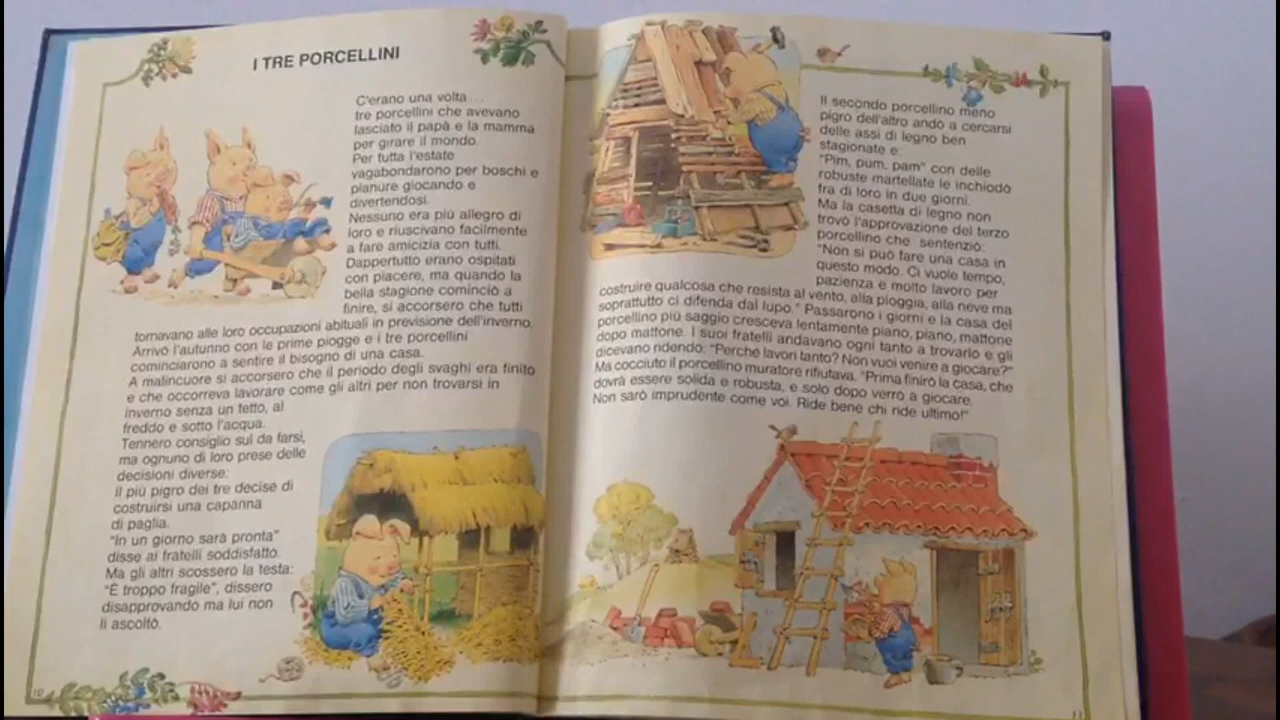 I TRE PORCELLINI
C'erano una volta...
tre porcellini che avevano
lasciato il papà e la mamma
per girare il mondo.
Per tutta l'estate
vagabondarono per boschi e
pianure giocando e
divertendosi.
Nessuno era più allegro di
loro e riuscivano facilmente
a fare amicizia con tutti.
Dappertutto erano ospitati
con piacere, ma quando la
bella stagione cominciò a
finire, si accorsero che tutti
tornavano alle loro occupazioni abituali in previsione dell'inverno.
Arrivò l'autunno con le prime piogge e i tre porcellini
cominciarono a sentire il bisogno di una casa.
A malincuore si accorsero che il periodo degli svaghi era finito
e che occorreva lavorare come gli altri per non trovarsi in
inverno senza un tetto, al
freddo e sotto l'acqua.
Tennero consiglio sul da farsi,
ma ognuno di loro prese delle
decisioni diverse:
il più pigro dei tre decise di
costruirsi una capanna
di paglia.
"In un giorno sarà pronta"
disse ai fratelli soddisfatto.
Ma gli altri scossero la testa:
"È troppo fragile", dissero
disapprovando ma lui non
li ascoltò.
10
Il secondo porcellino meno
pigro dell'altro andò a cercarsi
delle assi di legno ben
stagionate e:
"Pim, pum, pam" con delle
robuste martellate le inchiodò
fra di loro in due giorni.
Ma la casetta di legno non
trovò l'approvazione del terzo
porcellino che sentenziò:
"Non si può fare una casa in
questo modo. Ci vuole tempo,
pazienza e molto lavoro per
costruire qualcosa che resista al vento, alla pioggia, alla neve ma
soprattutto ci difenda dal lupo." Passarono i giorni e la casa del
porcellino più saggio cresceva lentamente piano, piano, mattone
dopo mattone. I suoi fratelli andavano ogni tanto a trovarlo e gli
dicevano ridendo: "Perché lavori tanto? Non vuoi venire a giocare?"
Ma cocciuto il porcellino muratore rifiutava. "Prima finirò la casa, che
dovrà essere solida e robusta, e solo dopo verrò a giocare.
Non sarò imprudente come voi. Ride bene chi ride ultimo!"
11